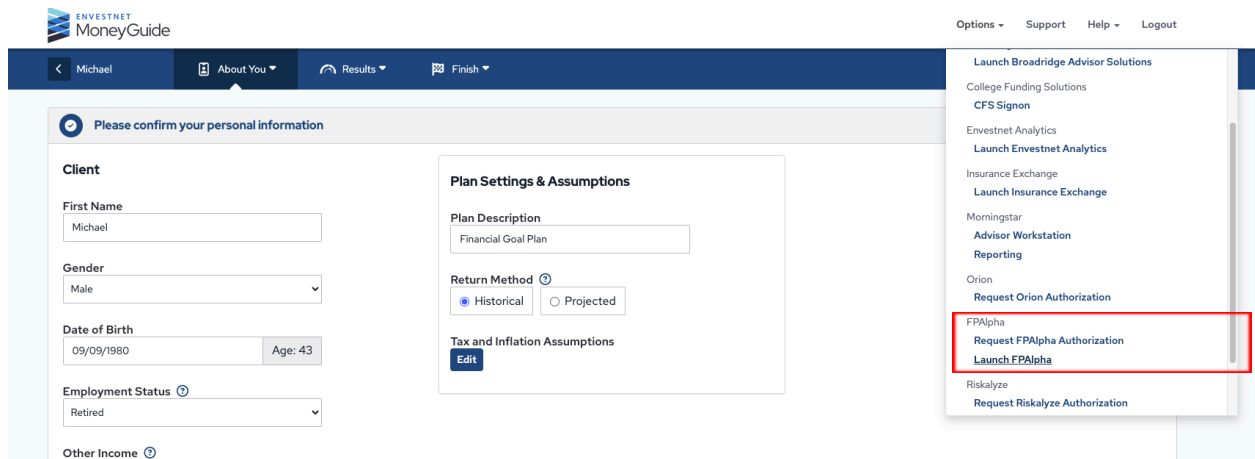 ENVESTNET
MoneyGuide
Options
Support
Help
Logout
Michael
About You
Results
Finish
Please confirm your personal information
Client
First Name
Michael
Gender
Male
Date of Birth
09/09/1980
Age: 43
Employment Status
Retired
Other Income
Plan Settings & Assumptions
Plan Description
Financial Goal Plan
Return Method
Historical
Projected
Tax and Inflation Assumptions
Edit
Launch Broadridge Advisor Solutions
College Funding Solutions
CFS Signon
Envestnet Analytics
Launch Envestnet Analytics
Insurance Exchange
Launch Insurance Exchange
Morningstar
Advisor Workstation
Reporting
Orion
Request Orion Authorization
FPAlpha
Request FPAlpha Authorization
Launch FPAlpha
Riskalyze
Request Riskalyze Authorization